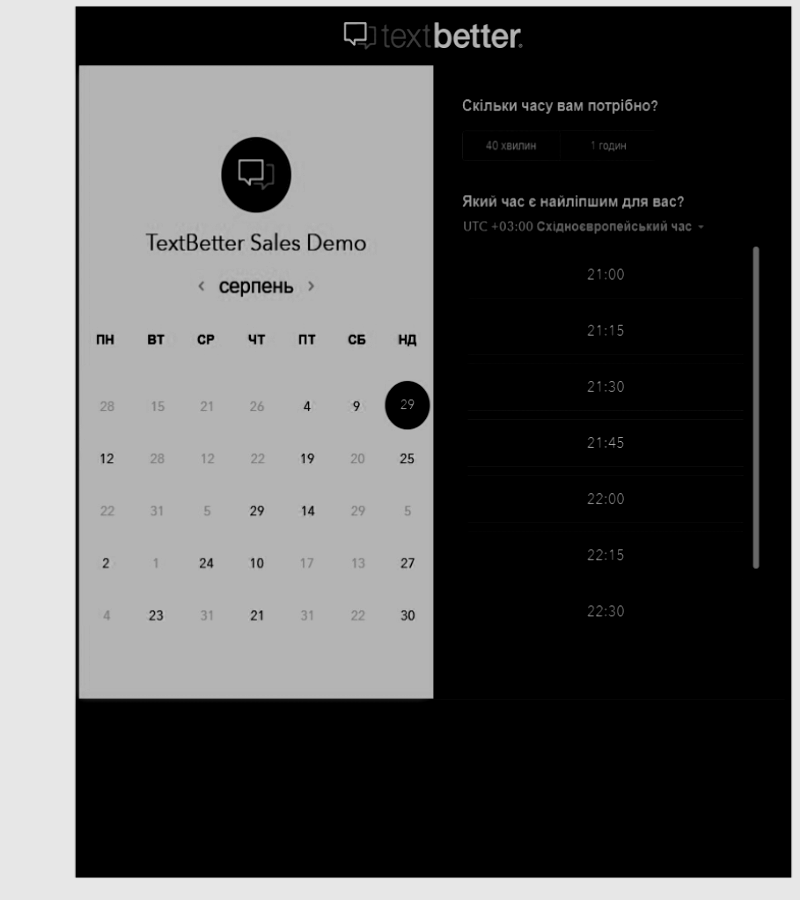 textbetter.
TextBetter Sales Demo
‹ серпень ›
ПН ВТ СР ЧТ ПТ СБ НД
28 15 21 26 4 9 29
12 28 12 22 19 20 25
22 31 5 29 14 29 5
2 1 24 10 17 13 27
4 23 31 21 31 22 30
Скільки часу вам потрібно?
40 хвилин 1 годин
Який час є найліпшим для вас?
UTC +03:00 Східноєвропейський час
21:00
21:15
21:30
21:45
22:00
22:15
22:30